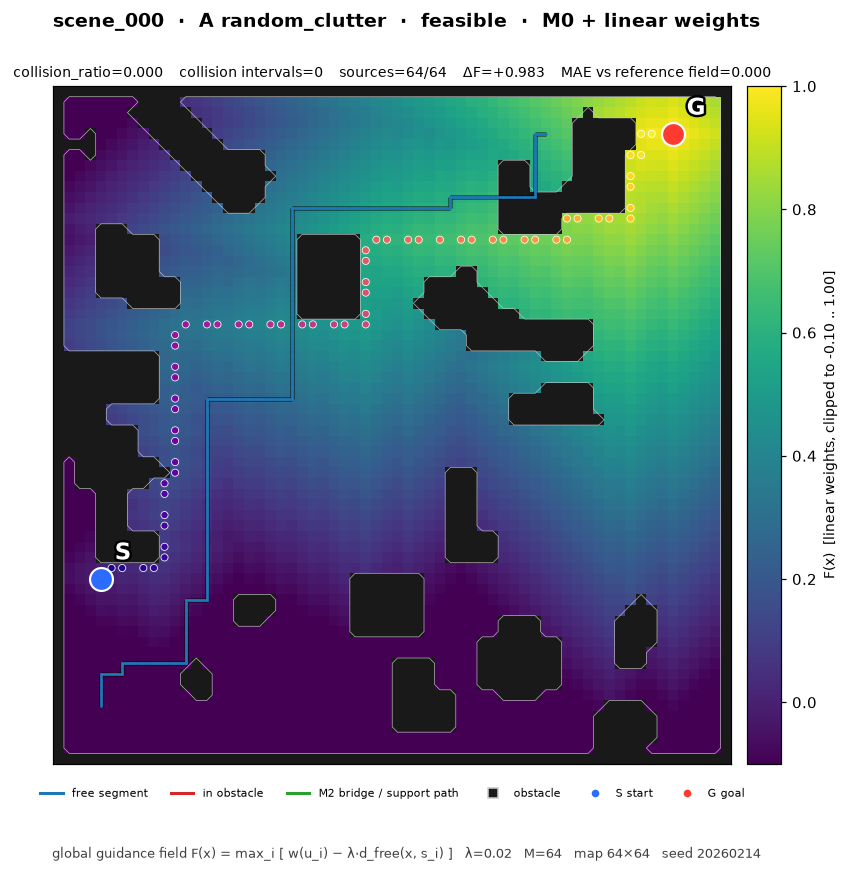 scene_000 · A random_clutter · feasible · M0 + linear weights
collision_ratio=0.000 collision intervals=0 sources=64/64 ΔF=+0.983 MAE vs reference field=0.000
G
S
1.0
0.8
0.6
0.4
0.2
0.0
F(x) [linear weights, clipped to -0.10 .. 1.00]
free segment in obstacle M2 bridge / support path obstacle S start G goal
global guidance field F(x) = max_i [ w(u_i) − λ·d_free(x, s_i) ] λ=0.02 M=64 map 64×64 seed 20260214